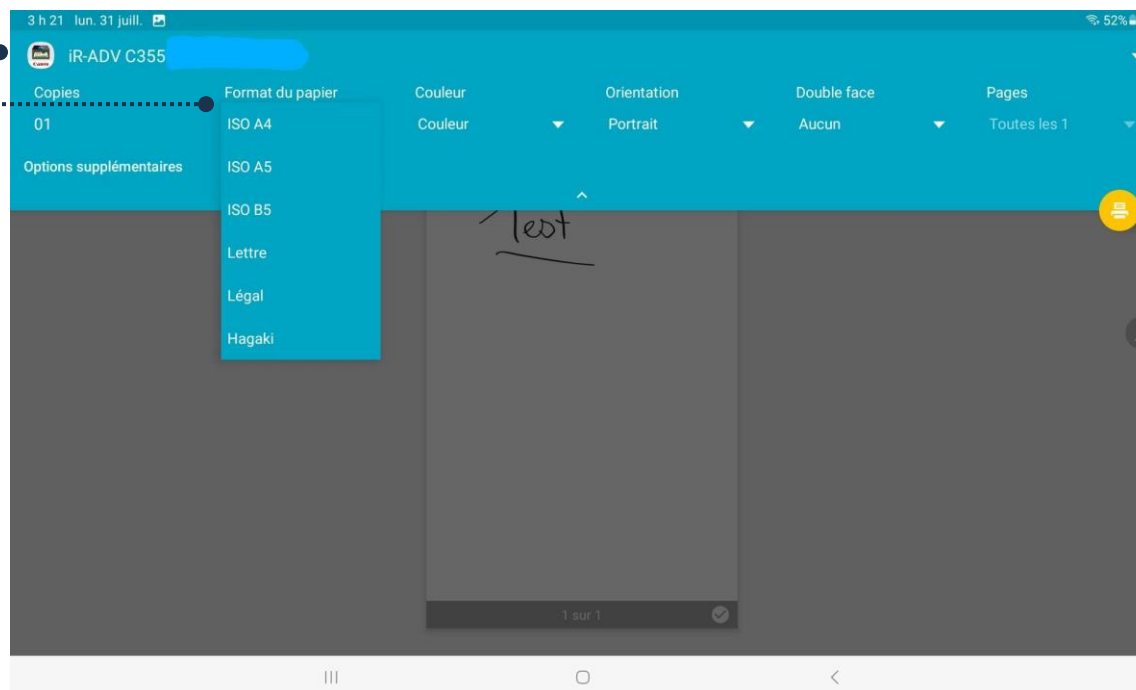 3 h 21 lun. 31 juill. 52%
iR-ADV C355
Copies Format du papier Couleur Orientation Double face Pages
01 ISO A4 Couleur Portrait Aucun Toutes les 1
Options supplémentaires ISO A5
ISO B5
Lettre
Légal
Hagaki
Test
1 sur 1